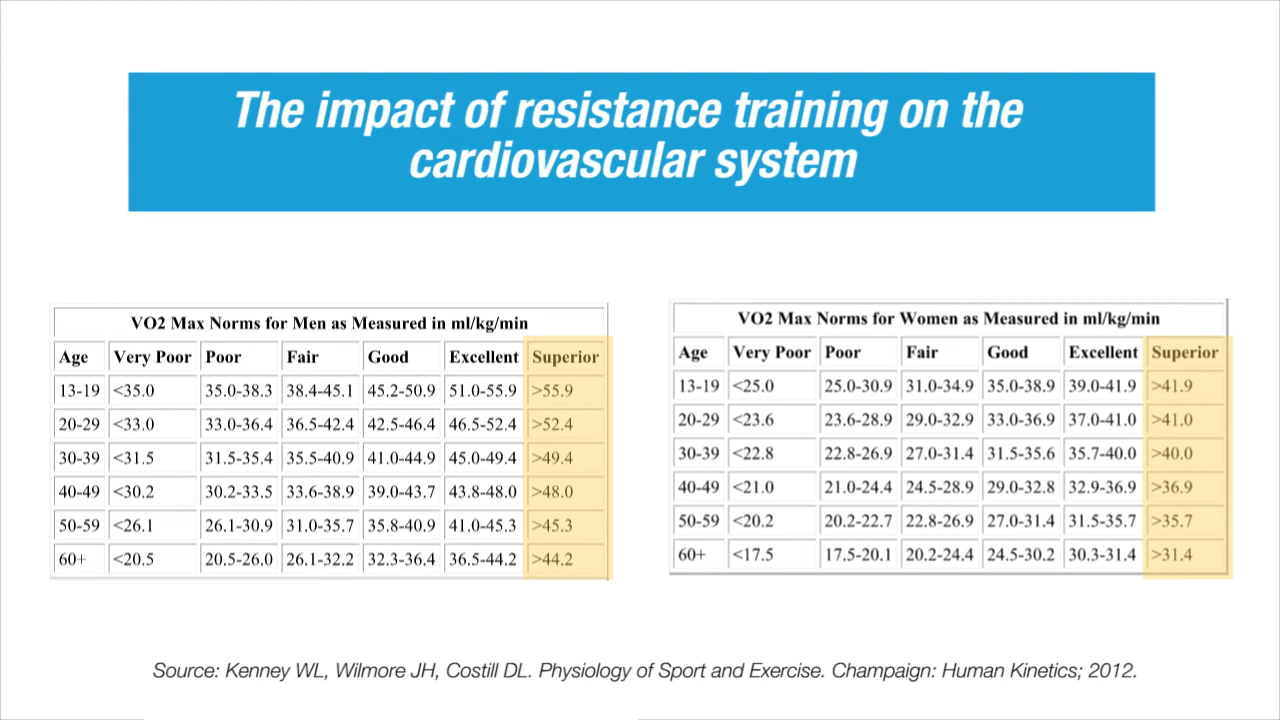 The impact of resistance training on the
cardiovascular system
VO2 Max Norms for Men as Measured in ml/kg/min
Age Very Poor Poor Fair Good Excellent Superior
13-19 <35.0 35.0-38.3 38.4-45.1 45.2-50.9 51.0-55.9 >55.9
20-29 <33.0 33.0-36.4 36.5-42.4 42.5-46.4 46.5-52.4 >52.4
30-39 <31.5 31.5-35.4 35.5-40.9 41.0-44.9 45.0-49.4 >49.4
40-49 <30.2 30.2-33.5 33.6-38.9 39.0-43.7 43.8-48.0 >48.0
50-59 <26.1 26.1-30.9 31.0-35.7 35.8-40.9 41.0-45.3 >45.3
60+ <20.5 20.5-26.0 26.1-32.2 32.3-36.4 36.5-44.2 >44.2
VO2 Max Norms for Women as Measured in ml/kg/min
Age Very Poor Poor Fair Good Excellent Superior
13-19 <25.0 25.0-30.9 31.0-34.9 35.0-38.9 39.0-41.9 >41.9
20-29 <23.6 23.6-28.9 29.0-32.9 33.0-36.9 37.0-41.0 >41.0
30-39 <22.8 22.8-26.9 27.0-31.4 31.5-35.6 35.7-40.0 >40.0
40-49 <21.0 21.0-24.4 24.5-28.9 29.0-32.8 32.9-36.9 >36.9
50-59 <20.2 20.2-22.7 22.8-26.9 27.0-31.4 31.5-35.7 >35.7
60+ <17.5 17.5-20.1 20.2-24.4 24.5-30.2 30.3-31.4 >31.4
Source: Kenney WL, Wilmore JH, Costill DL. Physiology of Sport and Exercise. Champaign: Human Kinetics; 2012.